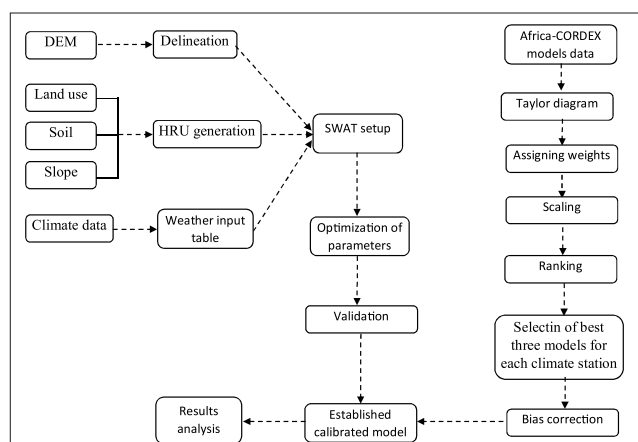 DEM
Delineation
Land use
Soil
Slope
HRU generation
Climate data
Weather input
table
SWAT setup
Optimization of
parameters
Validation
Established
calibrated model
Results
analysis
Africa-CORDEX
models data
Taylor diagram
Assigning weights
Scaling
Ranking
Selectin of best
three models for
each climate station
Bias correction